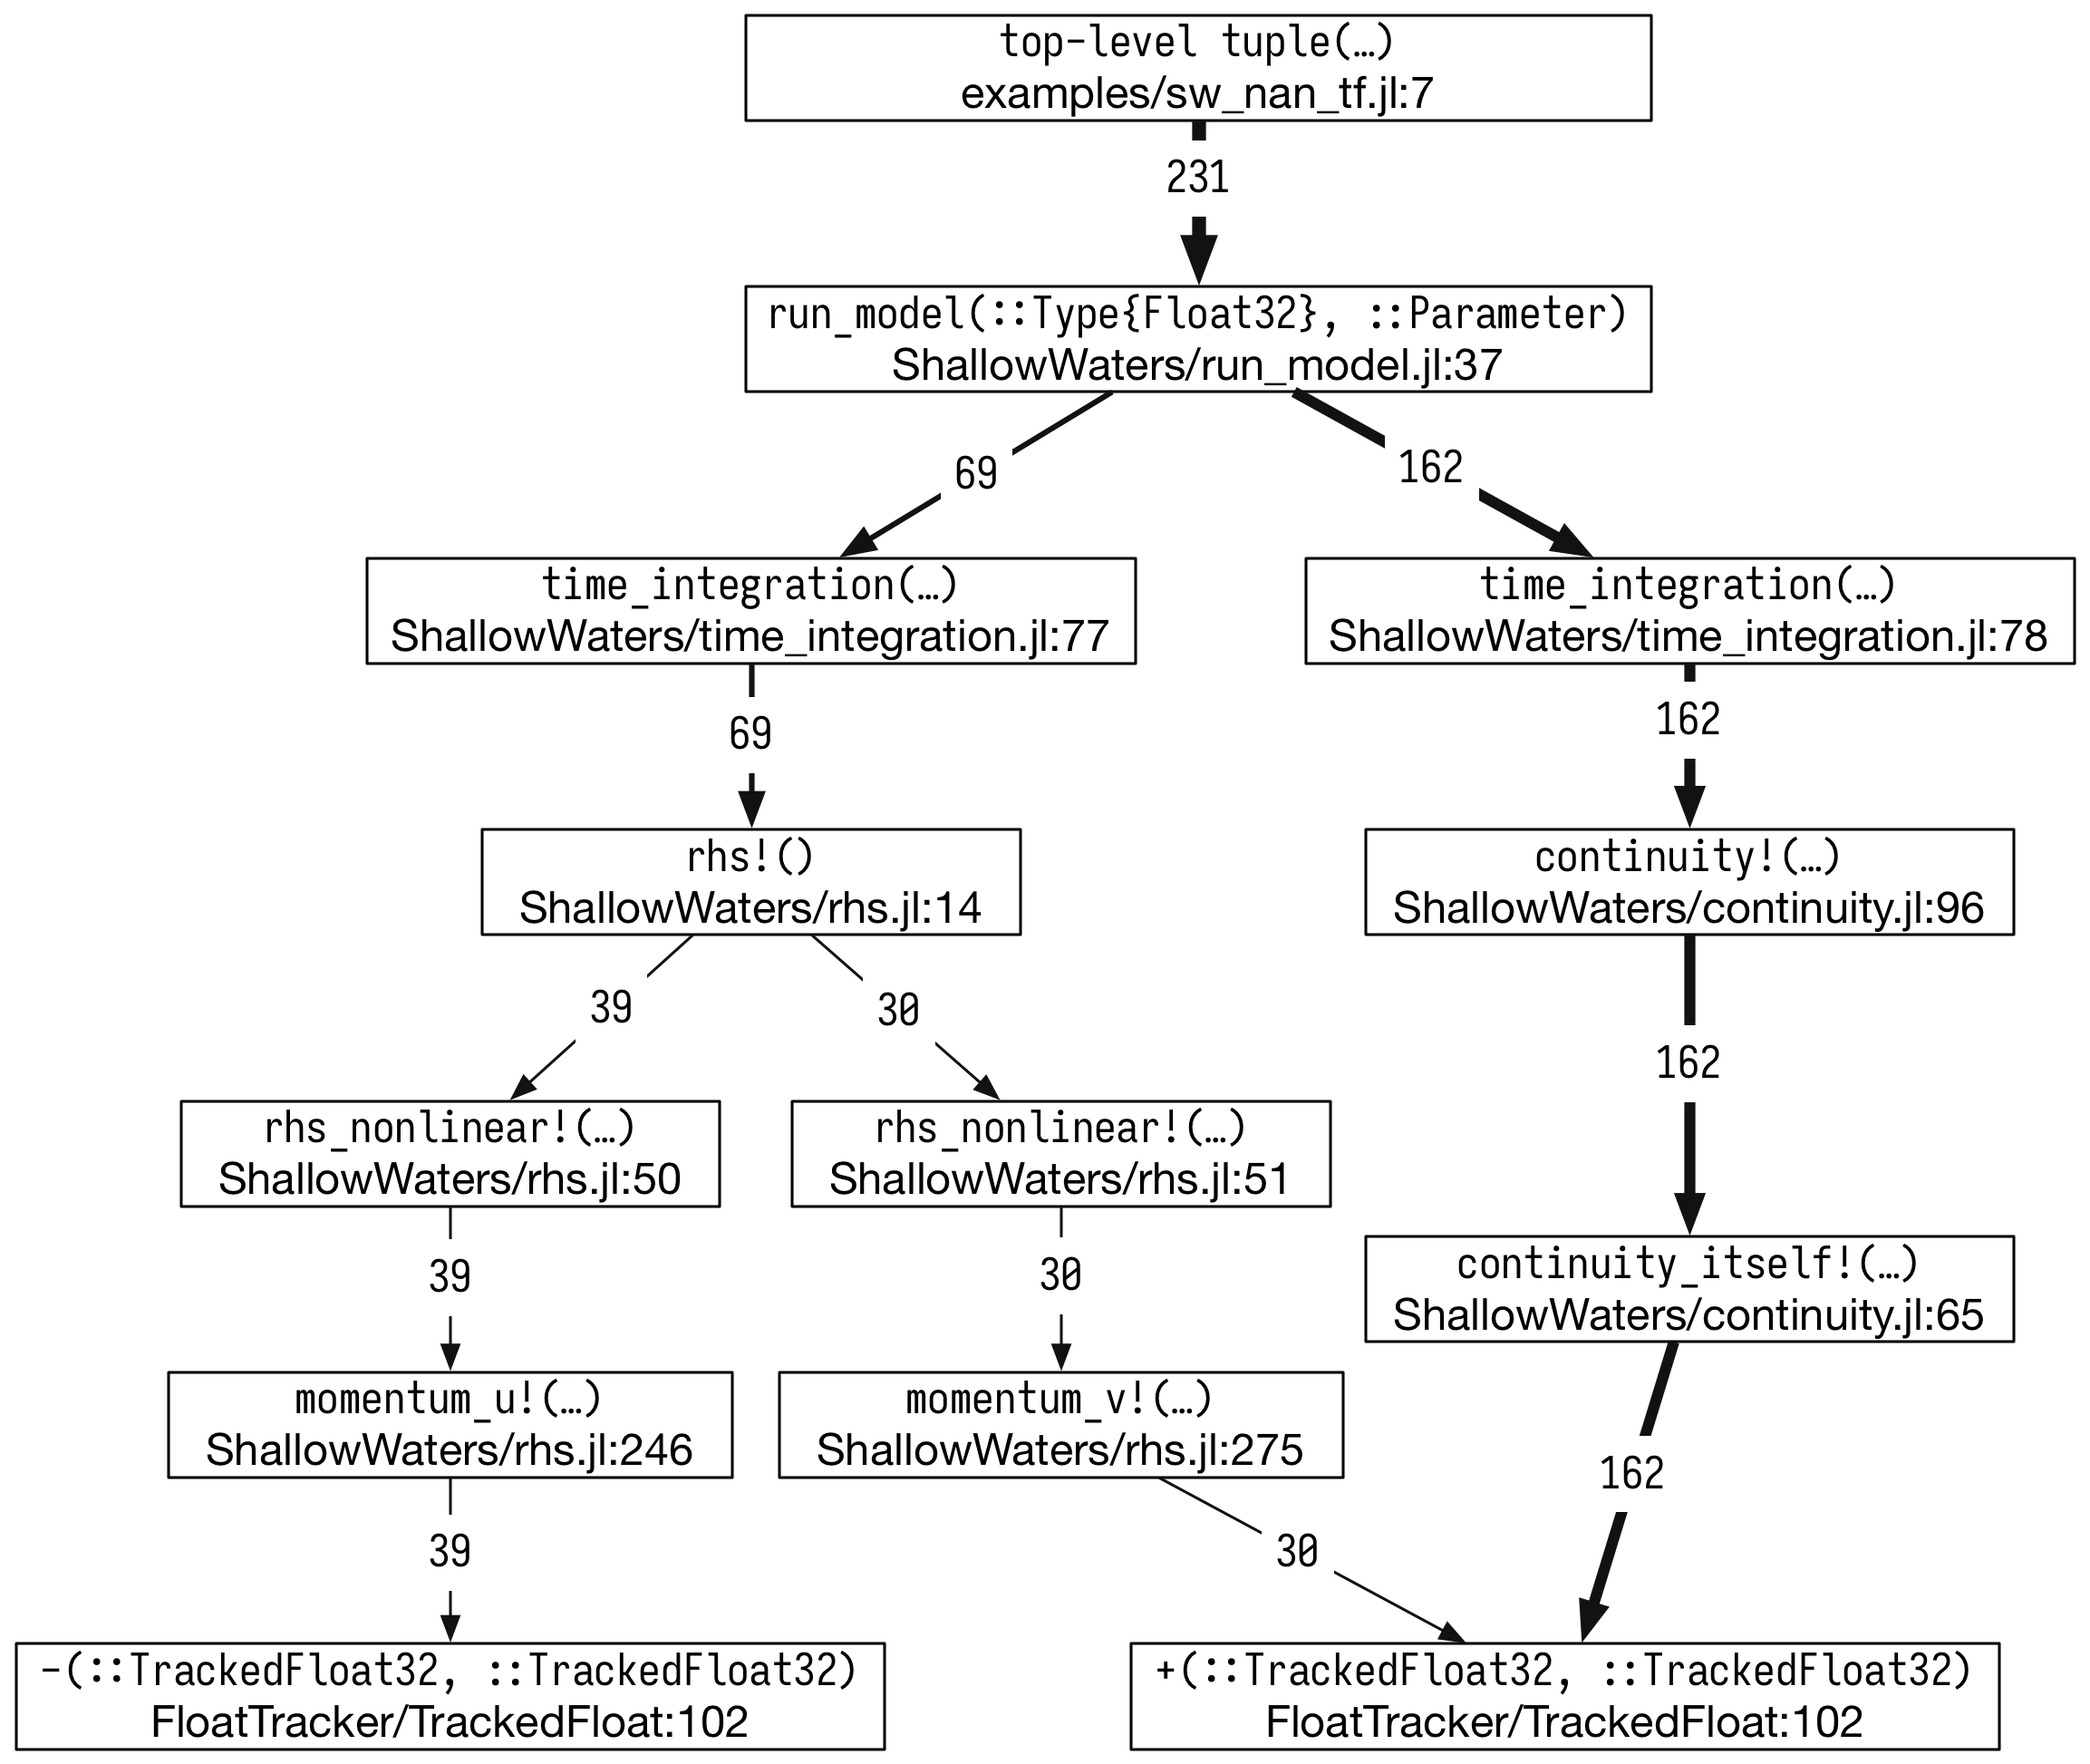 top-level tuple(…)
examples/sw_nan_tf.jl:7
231
run_model(::Type{Float32}, ::Parameter)
ShallowWaters/run_model.jl:37
69
162
time_integration(…)
ShallowWaters/time_integration.jl:77
time_integration(…)
ShallowWaters/time_integration.jl:78
69
162
rhs!()
ShallowWaters/rhs.jl:14
continuity!(…)
ShallowWaters/continuity.jl:96
39
30
162
rhs_nonlinear!(…)
ShallowWaters/rhs.jl:50
rhs_nonlinear!(…)
ShallowWaters/rhs.jl:51
39
30
continuity_itself!(…)
ShallowWaters/continuity.jl:65
momentum_u!(…)
ShallowWaters/rhs.jl:246
momentum_v!(…)
ShallowWaters/rhs.jl:275
162
39
30
-(::TrackedFloat32, ::TrackedFloat32)
FloatTracker/TrackedFloat:102
+(::TrackedFloat32, ::TrackedFloat32)
FloatTracker/TrackedFloat:102